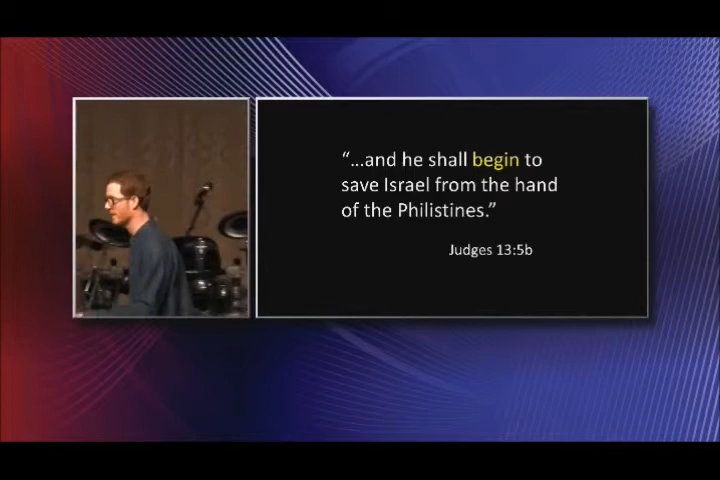 “...and he shall begin to
save Israel from the hand
of the Philistines.”
Judges 13:5b